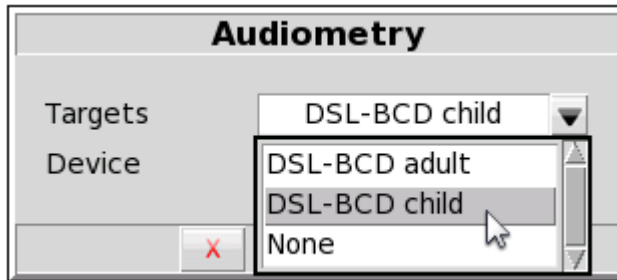 Audiometry
Targets DSL-BCD child
Device
DSL-BCD adult
DSL-BCD child
None
X